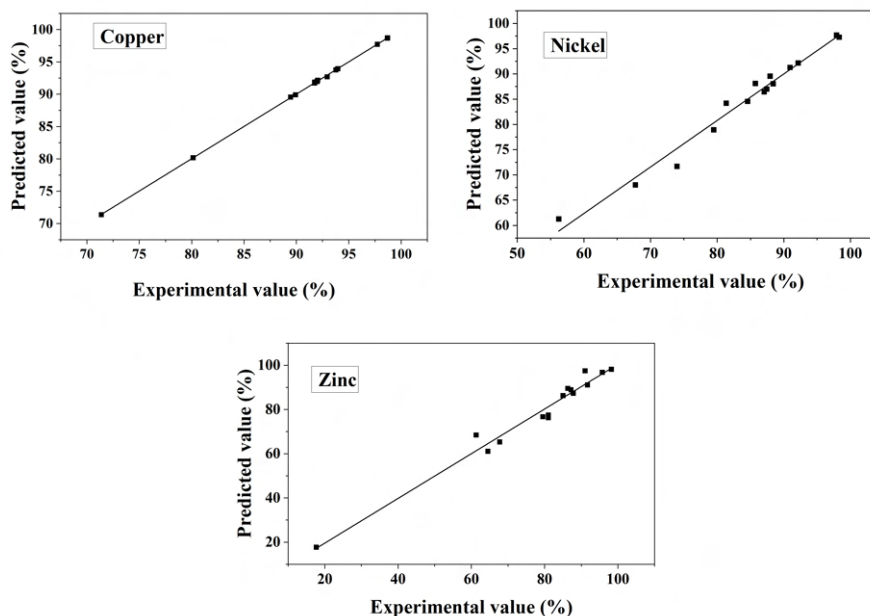 Copper
Predicted value (%)
100
95
90
85
80
75
70
70 75 80 85 90 95 100
Experimental value (%)
Nickel
Predicted value (%)
100
95
90
85
80
75
70
65
60
50 60 70 80 90 100
Experimental value (%)
Zinc
Predicted value (%)
100
80
60
40
20
20 40 60 80 100
Experimental value (%)